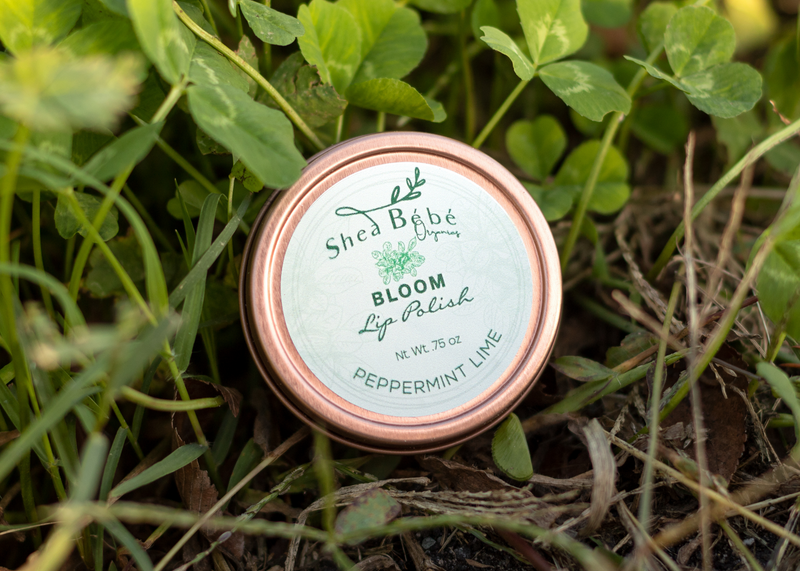 Shea Bébé
Organics
BLOOM
Lip Polish
Nt. Wt. .75 oz
PEPPERMINT LIME